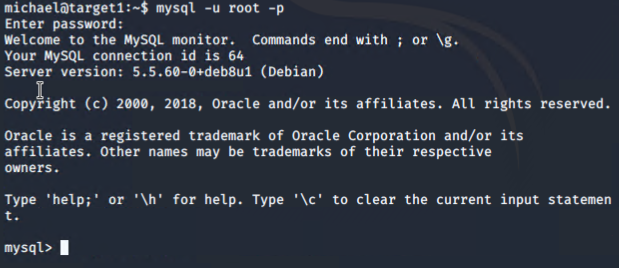 michael@target1:~$ mysql -u root -p
Enter password:
Welcome to the MySQL monitor.  Commands end with ; or \g.
Your MySQL connection id is 64
Server version: 5.5.60-0+deb8u1 (Debian)
Copyright (c) 2000, 2018, Oracle and/or its affiliates. All rights reserved.
Oracle is a registered trademark of Oracle Corporation and/or its
affiliates. Other names may be trademarks of their respective
owners.
Type 'help;' or '\h' for help. Type '\c' to clear the current input statemen
t.
mysql>